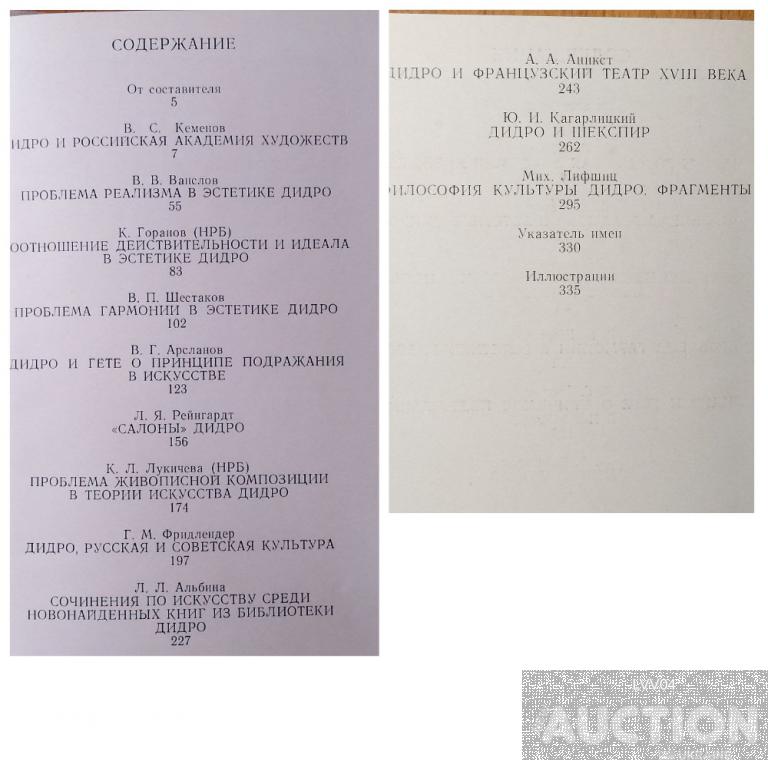 СОДЕРЖАНИЕ
От составителя
5
В. С. Кеменов
ИДРО И РОССИЙСКАЯ АКАДЕМИЯ ХУДОЖЕСТВ
7
В. В. Ванслов
ПРОБЛЕМА РЕАЛИЗМА В ЭСТЕТИКЕ ДИДРО
55
К. Горанов (НРБ)
ООТНОШЕНИЕ ДЕЙСТВИТЕЛЬНОСТИ И ИДЕАЛА
В ЭСТЕТИКЕ ДИДРО
83
В. П. Шестаков
ПРОБЛЕМА ГАРМОНИИ В ЭСТЕТИКЕ ДИДРО
102
В. Г. Арсланов
ДИДРО И ГЕТЕ О ПРИНЦИПЕ ПОДРАЖАНИЯ
В ИСКУССТВЕ
123
Л. Я. Рейнгардт
«САЛОНЫ» ДИДРО
156
К. Л. Лукичева (НРБ)
ПРОБЛЕМА ЖИВОПИСНОЙ КОМПОЗИЦИИ
В ТЕОРИИ ИСКУССТВА ДИДРО
174
Г. М. Фридлендер
ДИДРО, РУССКАЯ И СОВЕТСКАЯ КУЛЬТУРА
197
Л. Л. Альбина
СОЧИНЕНИЯ ПО ИСКУССТВУ СРЕДИ
НОВОНАЙДЕННЫХ КНИГ ИЗ БИБЛИОТЕКИ
ДИДРО
227
А. А. Аникст
ДИДРО И ФРАНЦУЗСКИЙ ТЕАТР XVIII ВЕКА
243
Ю. И. Кагарлицкий
ДИДРО И ШЕКСПИР
262
Мих. Лифшиц
ФИЛОСОФИЯ КУЛЬТУРЫ ДИДРО. ФРАГМЕНТЫ
295
Указатель имен
330
Иллюстрации
335
LVV04
AUCTION